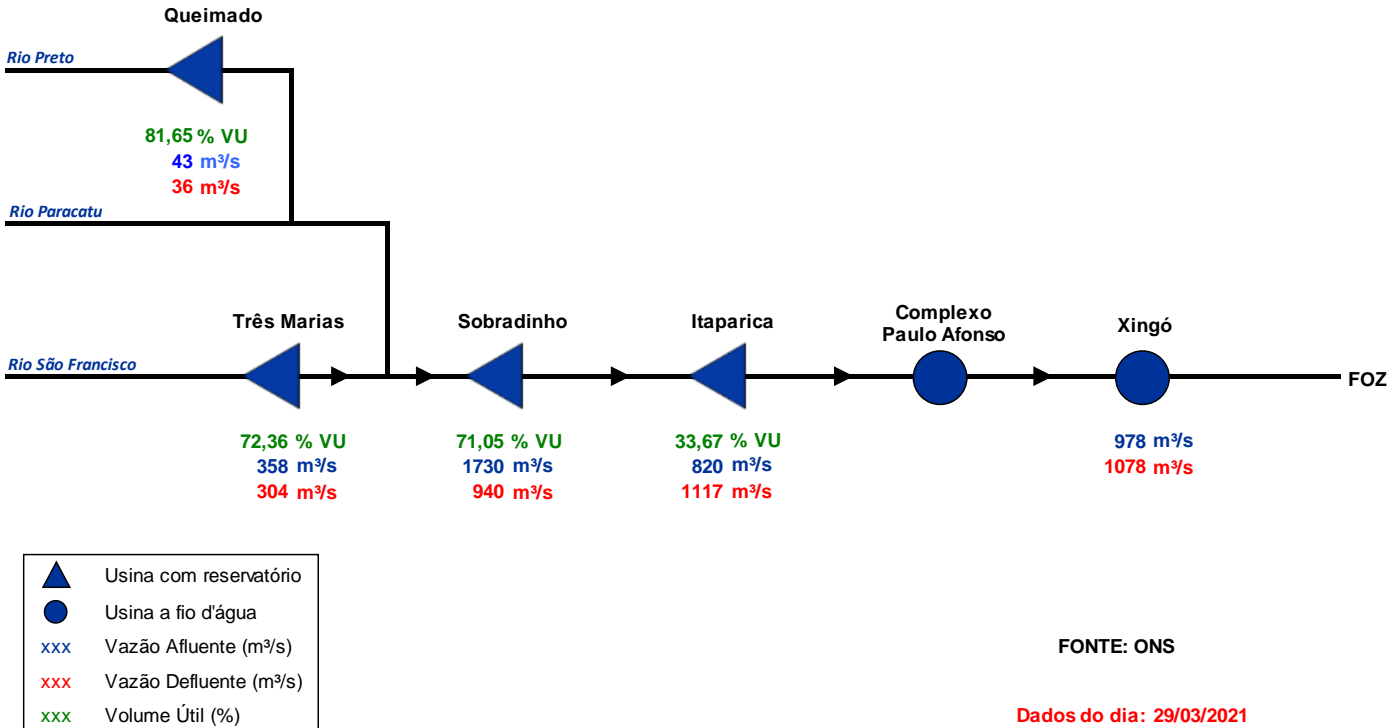 Queimado
Rio Preto
81,65 % VU
43 m³/s
36 m³/s
Rio Paracatu
Três Marias
Sobradinho
Itaparica
Complexo
Paulo Afonso
Xingó
Rio São Francisco
FOZ
72,36 % VU
358 m³/s
304 m³/s
71,05 % VU
1730 m³/s
940 m³/s
33,67 % VU
820 m³/s
1117 m³/s
978 m³/s
1078 m³/s
Usina com reservatório
Usina a fio d'água
xxx Vazão Afluente (m³/s)
xxx Vazão Defluente (m³/s)
xxx Volume Útil (%)
FONTE: ONS
Dados do dia: 29/03/2021